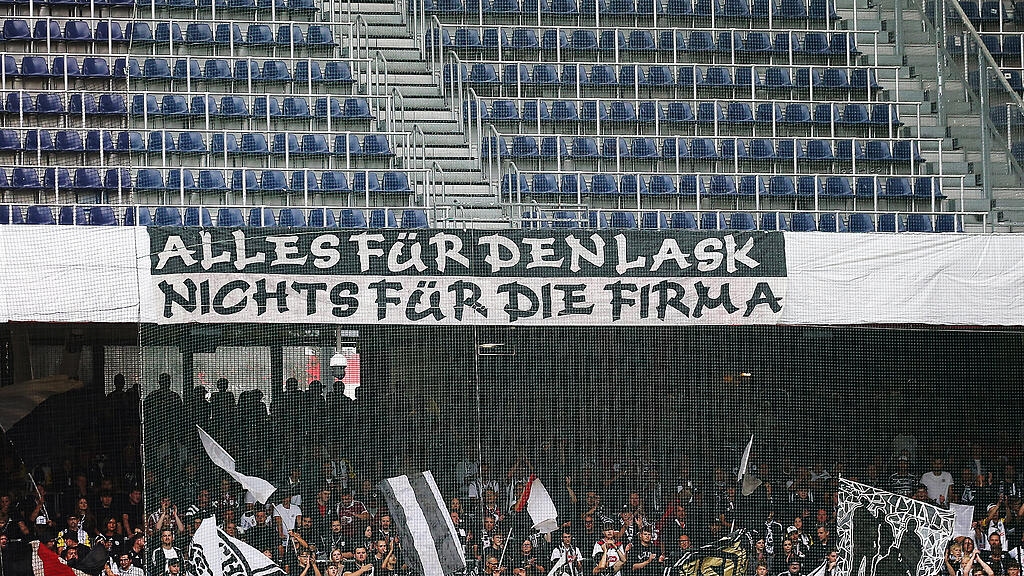 ALLES FÜR DEN LASK
NICHTS FÜR DIE FIRMA